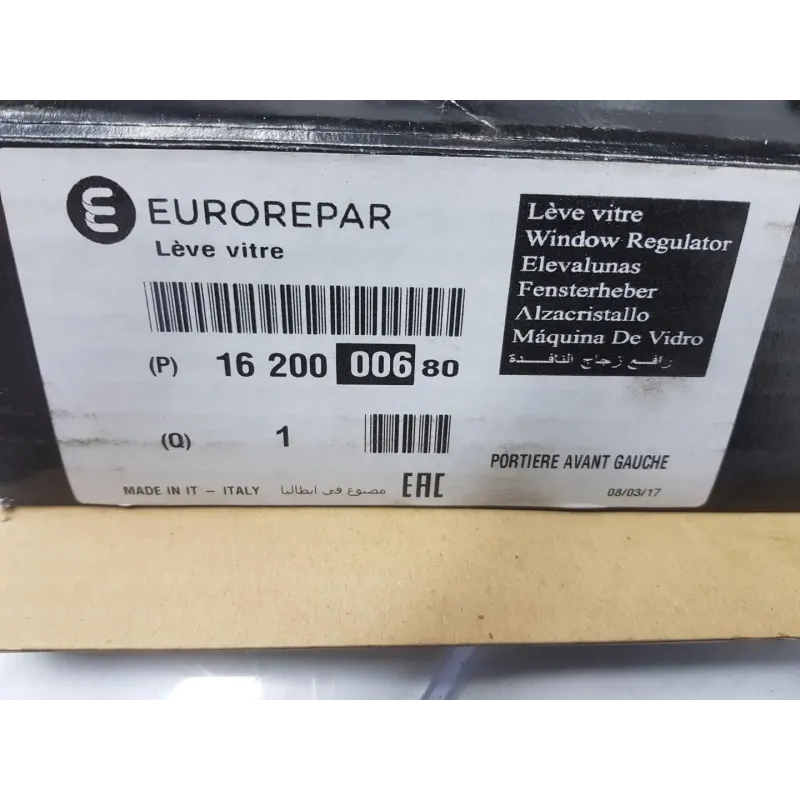 EUROREPAR
Lève vitre
(P) 16 200 006 80
(Q) 1
MADE IN IT - ITALY مصنوع في ايطاليا EAC
Lève vitre
Window Regulator
Elevalunas
Fensterheber
Alzacristallo
Máquina De Vidro
رافع زجاج النافذة
PORTIERE AVANT GAUCHE
08/03/17